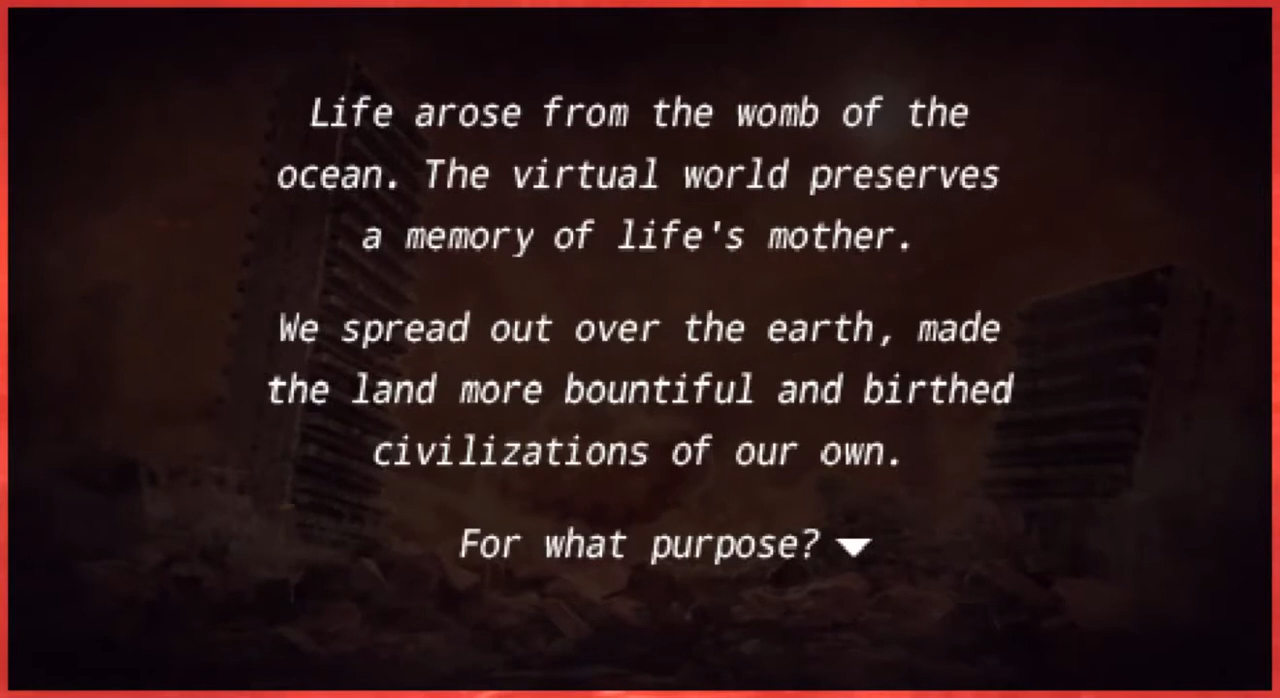 Life arose from the womb of the
ocean. The virtual world preserves
a memory of life's mother.
We spread out over the earth, made
the land more bountiful and birthed
civilizations of our own.
For what purpose?